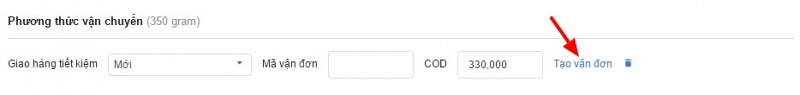 Phương thức vận chuyển (350 gram)
Giao hàng tiết kiệm Mới Mã vận đơn COD 330,000 Tạo vận đơn